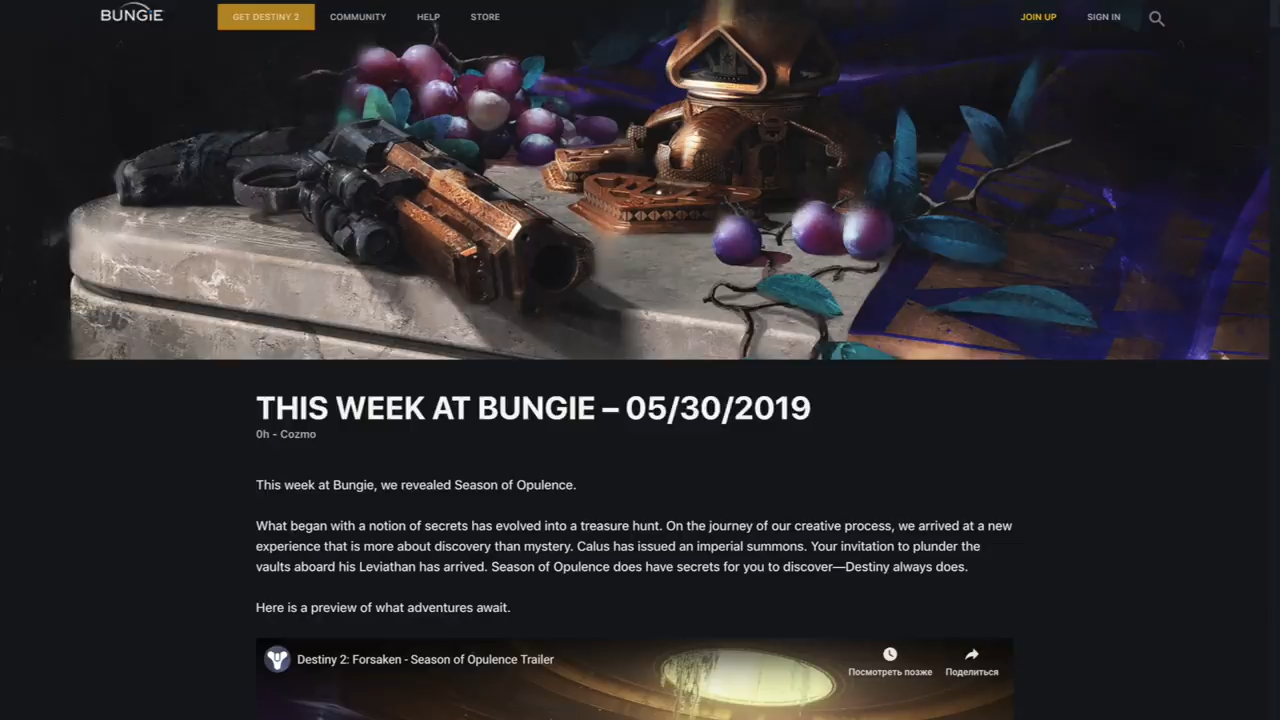 BUNGiE
GET DESTINY 2
COMMUNITY
HELP
STORE
JOIN UP
SIGN IN
THIS WEEK AT BUNGIE – 05/30/2019
0h - Cozmo
This week at Bungie, we revealed Season of Opulence.
What began with a notion of secrets has evolved into a treasure hunt. On the journey of our creative process, we arrived at a new
experience that is more about discovery than mystery. Calus has issued an imperial summons. Your invitation to plunder the
vaults aboard his Leviathan has arrived. Season of Opulence does have secrets for you to discover—Destiny always does.
Here is a preview of what adventures await.
Destiny 2: Forsaken - Season of Opulence Trailer
Посмотреть позже
Поделиться